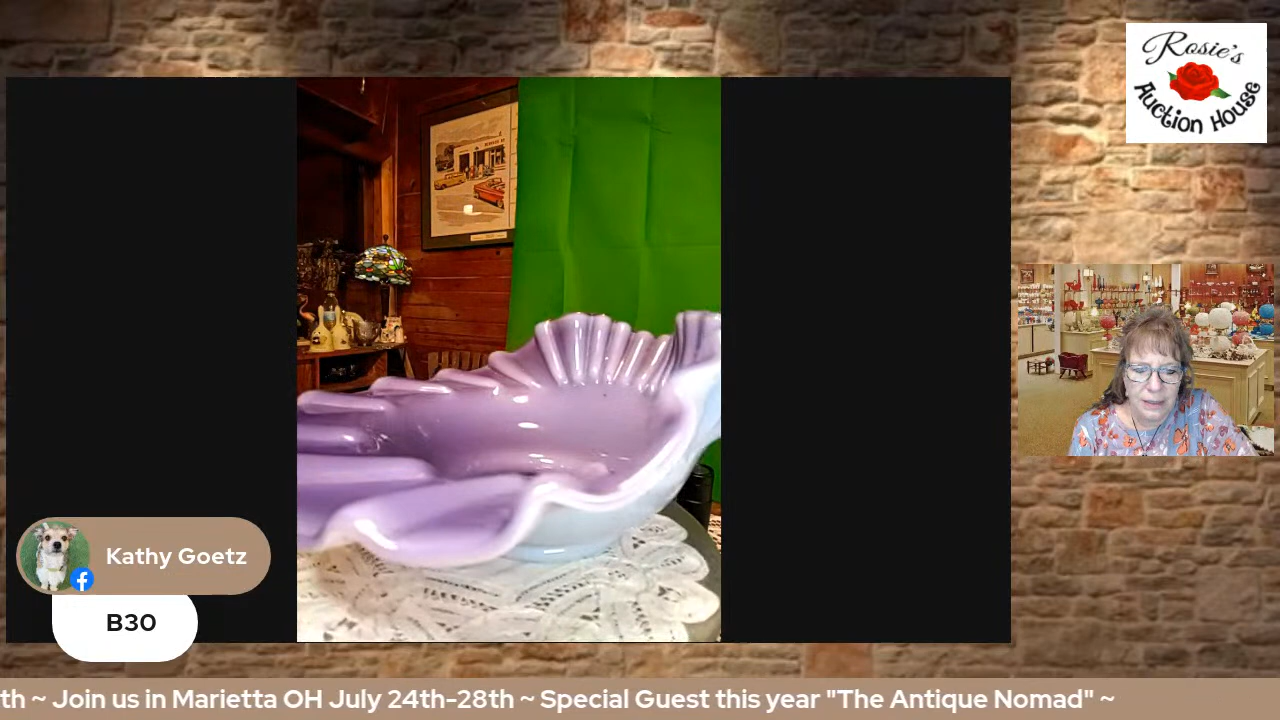 Rosie's
Auction House
Kathy Goetz
B30
th ~ Join us in Marietta OH July 24th-28th ~ Special Guest this year "The Antique Nomad" ~